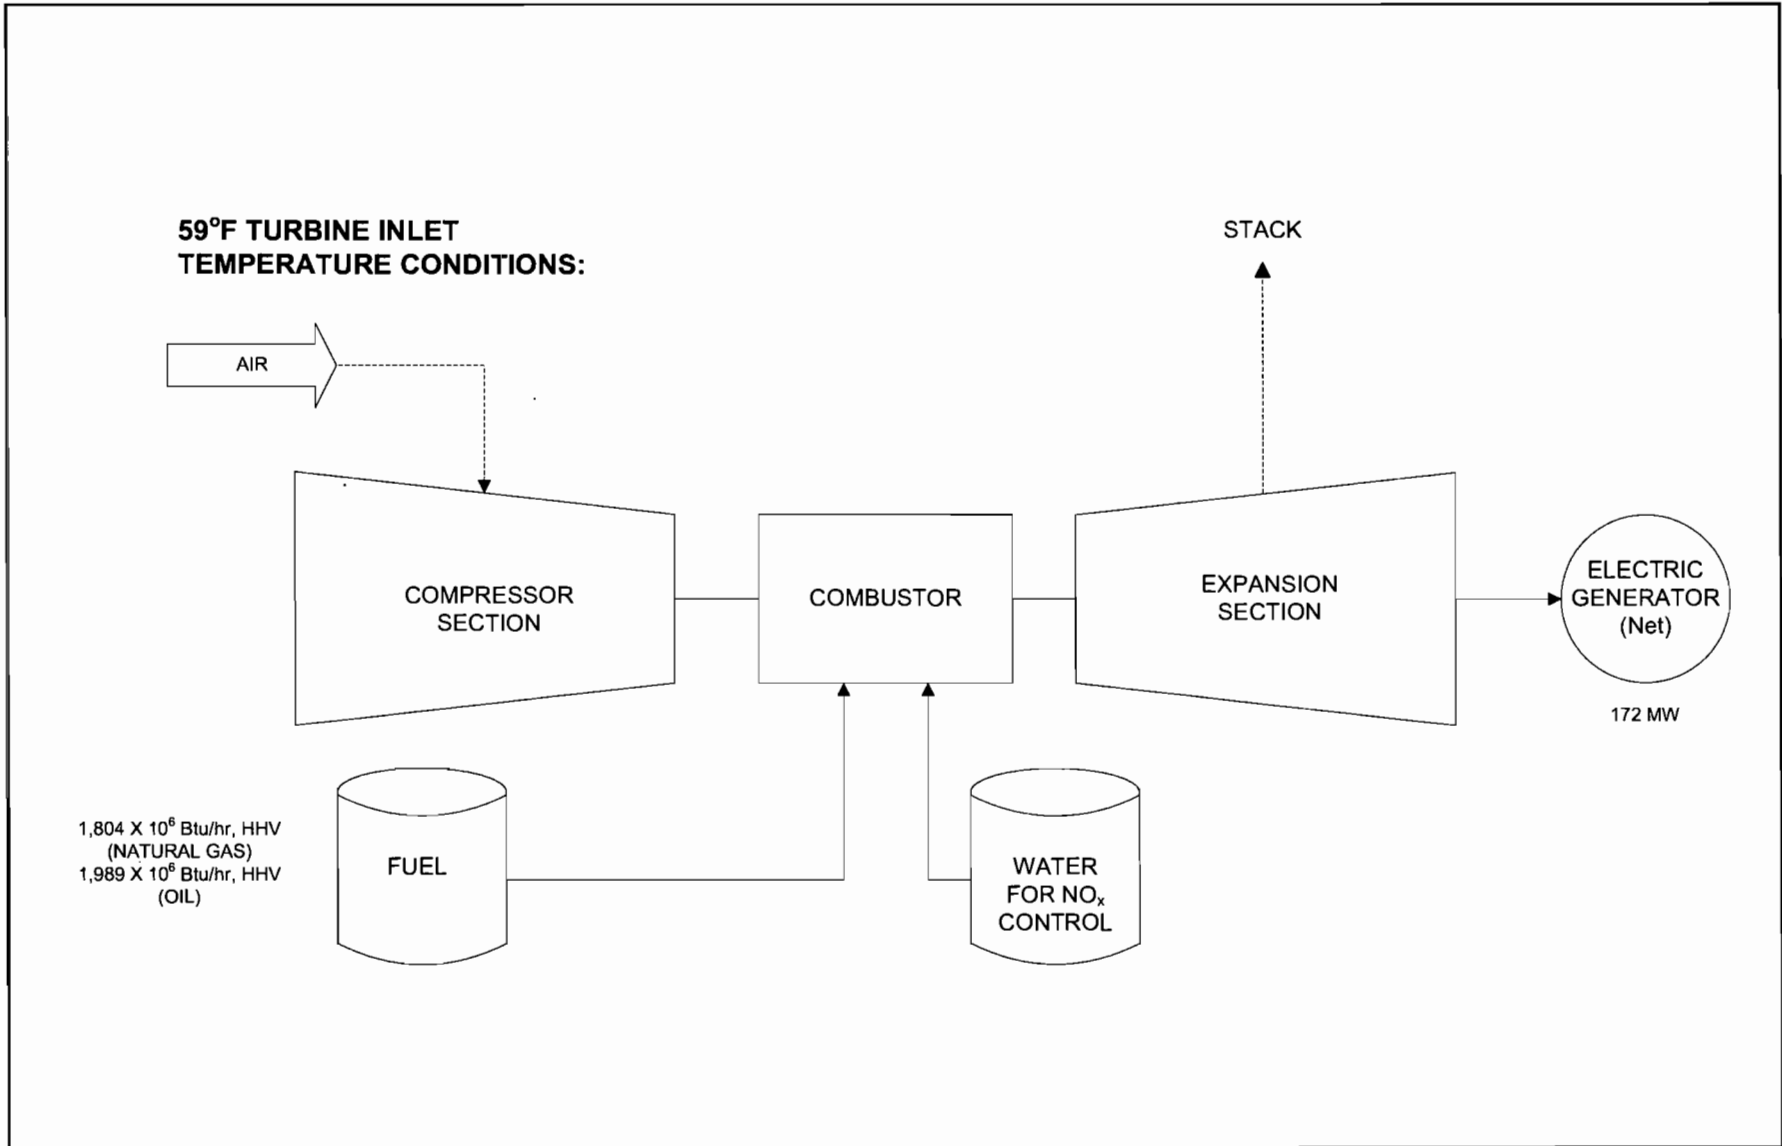 59°F TURBINE INLET
TEMPERATURE CONDITIONS:
STACK
AIR
COMPRESSOR
SECTION
COMBUSTOR
EXPANSION
SECTION
ELECTRIC
GENERATOR
(Net)
172 MW
1,804 X 10⁶ Btu/hr, HHV
(NATURAL GAS)
1,989 X 10⁶ Btu/hr, HHV
(OIL)
FUEL
WATER
FOR NOₓ
CONTROL